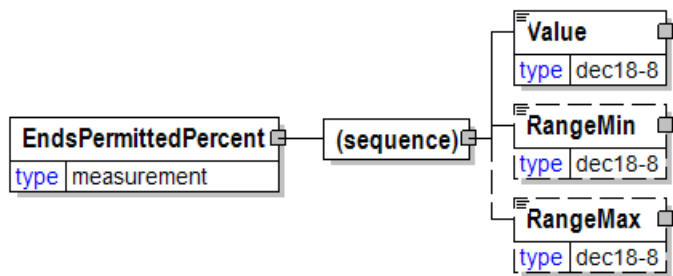 Value
type dec18-8
EndsPermittedPercent
type measurement
(sequence)
RangeMin
type dec18-8
RangeMax
type dec18-8